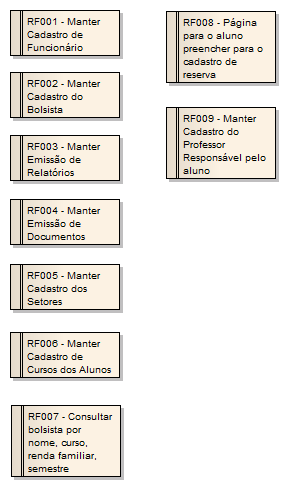 RF001 - Manter
Cadastro de
Funcionário
RF002 - Manter
Cadastro do
Bolsista
RF003 - Manter
Emissão de
Relatórios
RF004 - Manter
Emissão de
Documentos
RF005 - Manter
Cadastro dos
Setores
RF006 - Manter
Cadastro de
Cursos dos Alunos
RF007 - Consultar
bolsista por
nome, curso,
renda familiar,
semestre
RF008 - Página
para o aluno
preencher para o
cadastro de
reserva
RF009 - Manter
Cadastro do
Professor
Responsável pelo
aluno